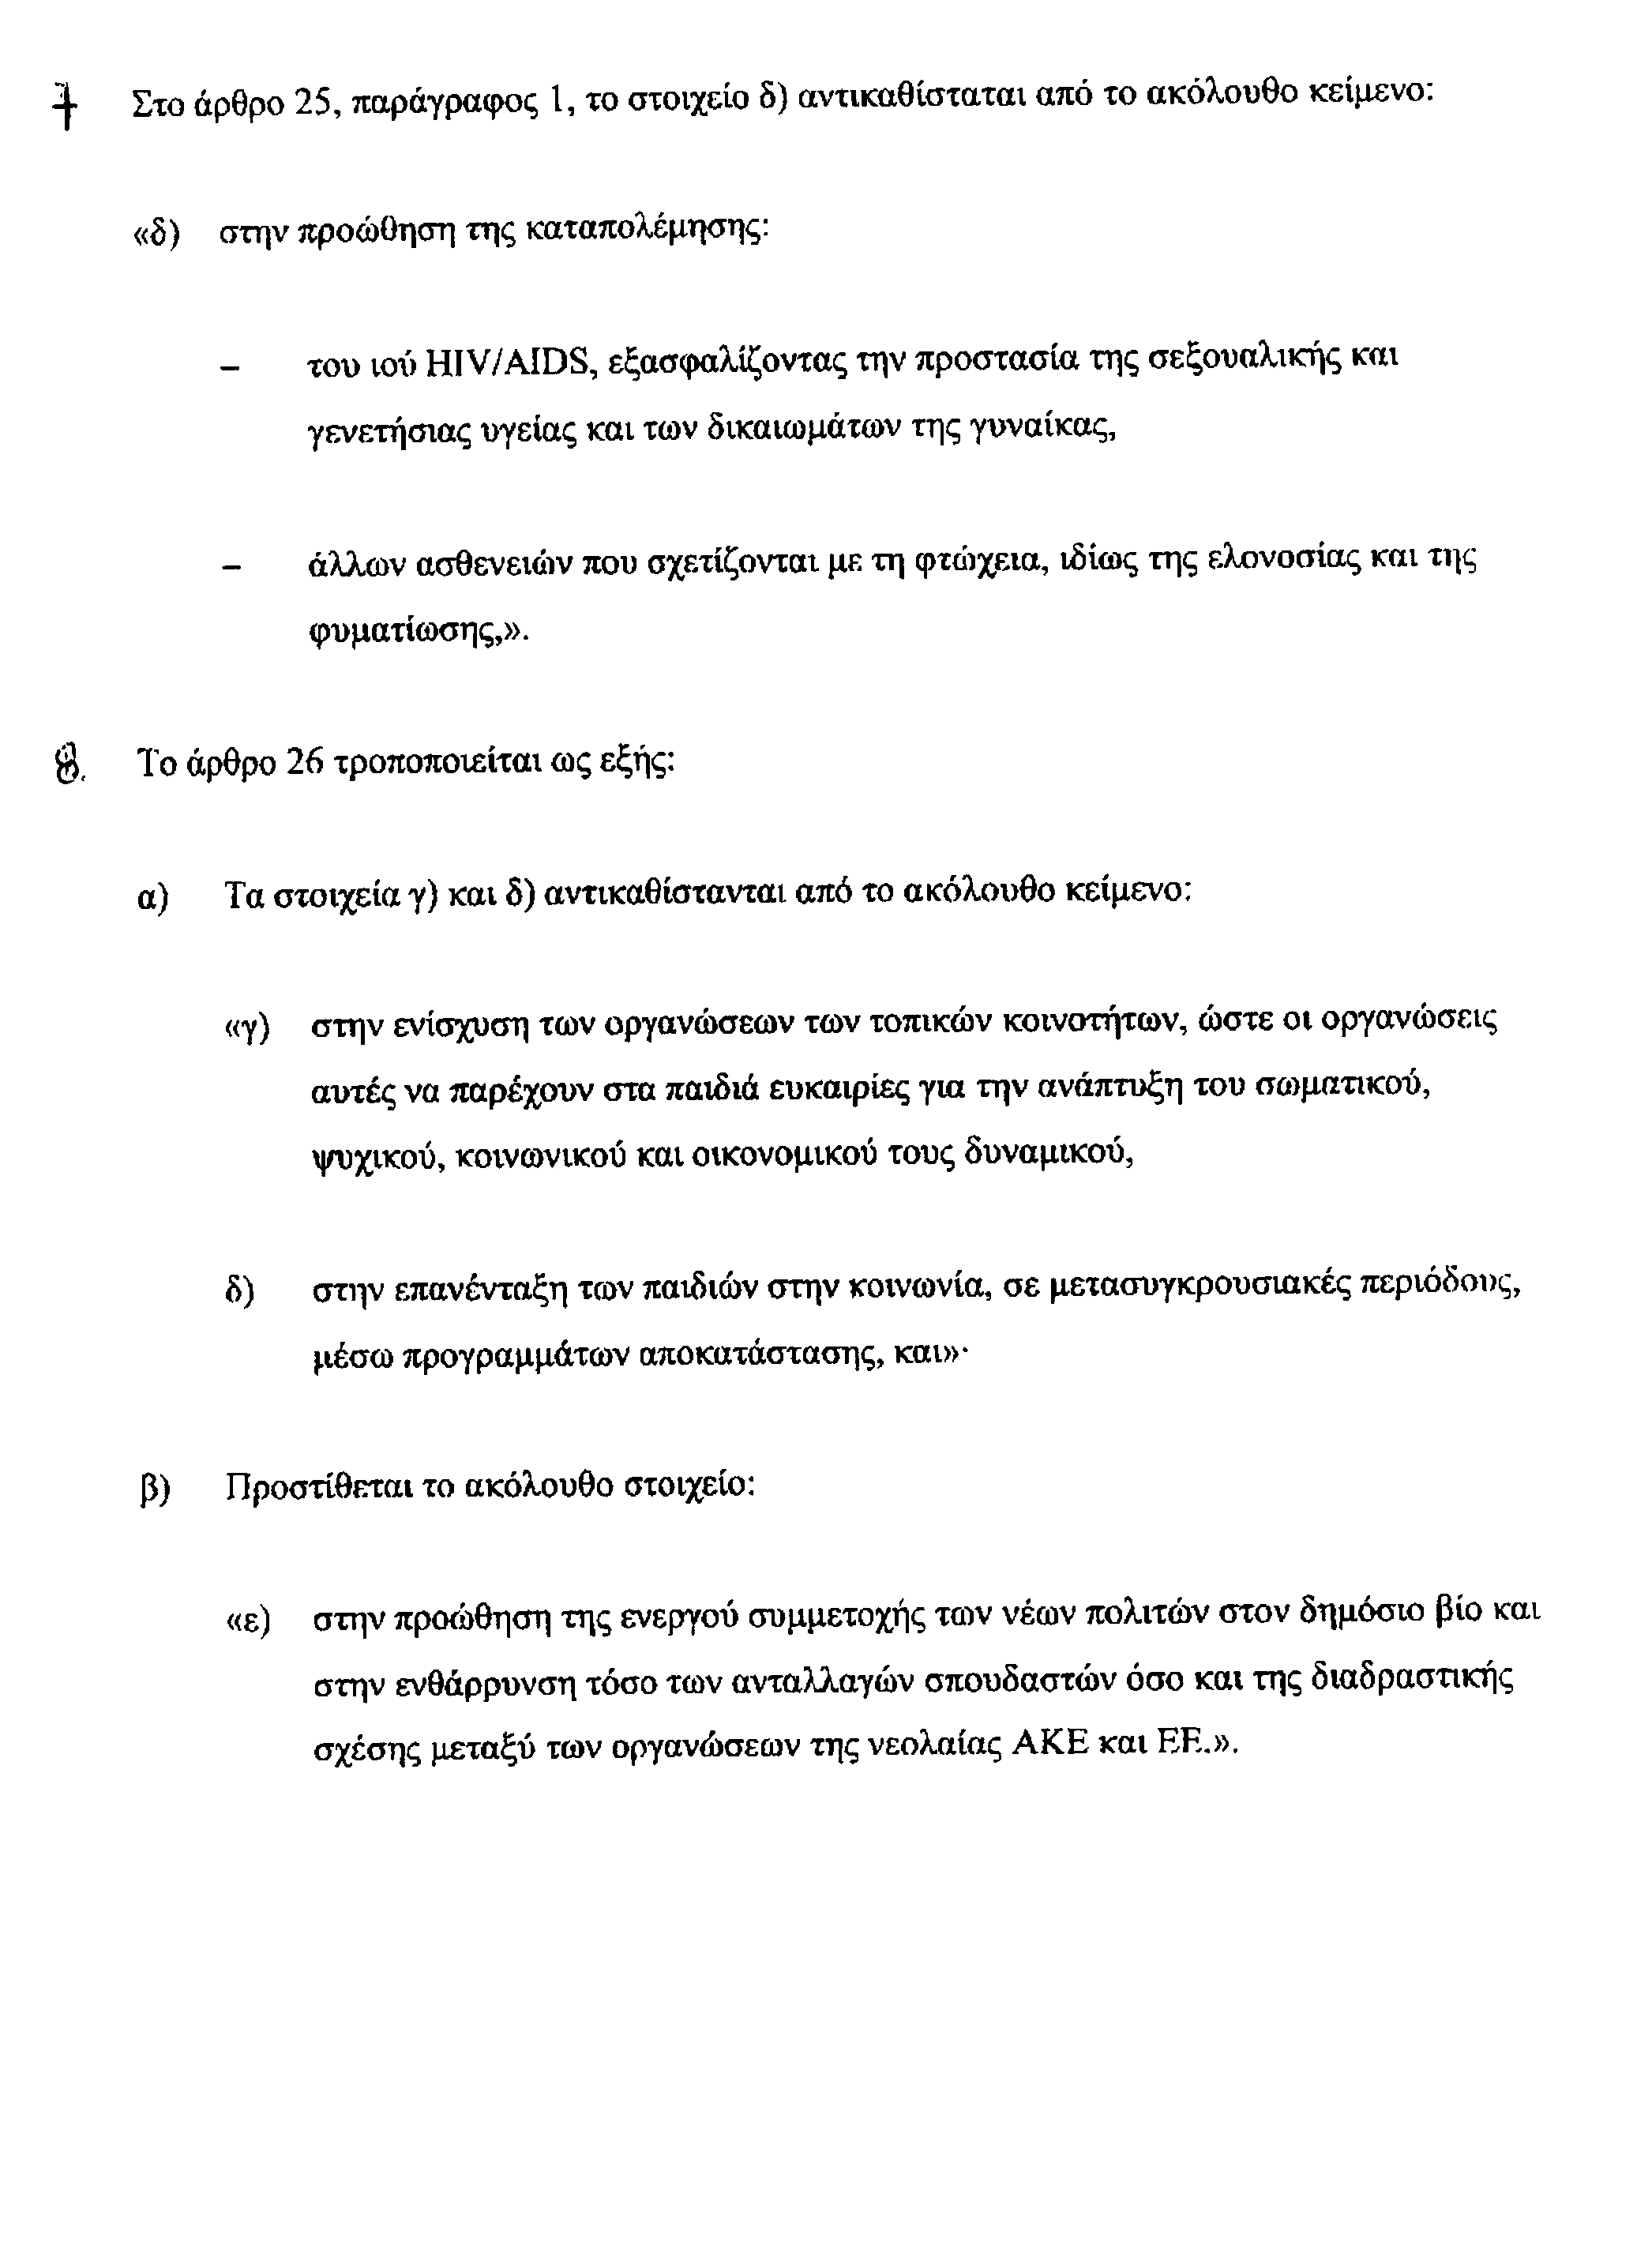 7 Στο άρθρο 25, παράγραφος 1, το στοιχείο δ) αντικαθίσταται από το ακόλουθο κείμενο:
«δ) στην προώθηση της καταπολέμησης:
– του ιού HIV/AIDS, εξασφαλίζοντας την προστασία της σεξουαλικής και
γενετήσιας υγείας και των δικαιωμάτων της γυναίκας,
– άλλων ασθενειών που σχετίζονται με τη φτώχεια, ιδίως της ελονοσίας και της
φυματίωσης,».
8. Το άρθρο 26 τροποποιείται ως εξής:
α) Τα στοιχεία γ) και δ) αντικαθίστανται από το ακόλουθο κείμενο:
«γ) στην ενίσχυση των οργανώσεων των τοπικών κοινοτήτων, ώστε οι οργανώσεις
αυτές να παρέχουν στα παιδιά ευκαιρίες για την ανάπτυξη του σωματικού,
ψυχικού, κοινωνικού και οικονομικού τους δυναμικού,
δ) στην επανένταξη των παιδιών στην κοινωνία, σε μετασυγκρουσιακές περιόδους,
μέσω προγραμμάτων αποκατάστασης, και»·
β) Προστίθεται το ακόλουθο στοιχείο:
«ε) στην προώθηση της ενεργού συμμετοχής των νέων πολιτών στον δημόσιο βίο και
στην ενθάρρυνση τόσο των ανταλλαγών σπουδαστών όσο και της διαδραστικής
σχέσης μεταξύ των οργανώσεων της νεολαίας ΑΚΕ και ΕΕ.».